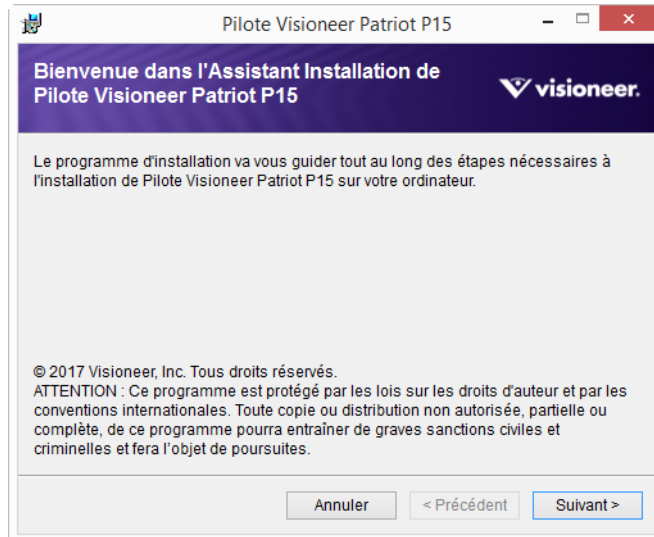 Pilote Visioneer Patriot P15
Bienvenue dans l'Assistant Installation de
Pilote Visioneer Patriot P15
visioneer.
Le programme d'installation va vous guider tout au long des étapes nécessaires à
l'installation de Pilote Visioneer Patriot P15 sur votre ordinateur.
© 2017 Visioneer, Inc. Tous droits réservés.
ATTENTION : Ce programme est protégé par les lois sur les droits d'auteur et par les
conventions internationales. Toute copie ou distribution non autorisée, partielle ou
complète, de ce programme pourra entraîner de graves sanctions civiles et
criminelles et fera l’objet de poursuites.
Annuler
< Précédent
Suivant >